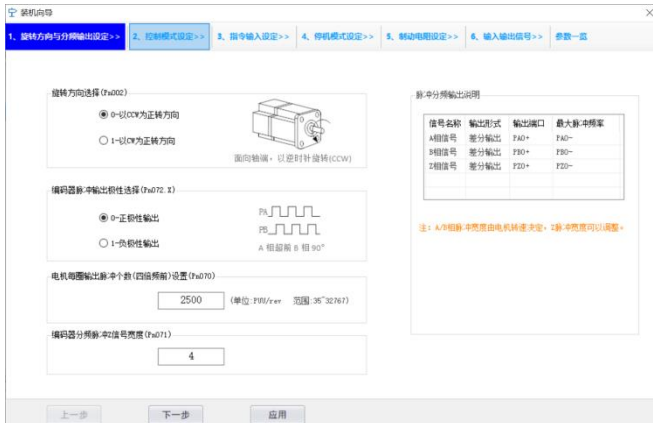 装机向导
1、旋转方向与分频输出设定>> 2、控制模式设定>> 3、指令输入设定>> 4、停机模式设定>> 5、制动电阻设定>> 6、输入输出信号>> 参数一览
旋转方向选择(Pn002)
0-以CCW为正转方向
1-以CW为正转方向
面向轴端，以逆时针旋转(CCW)
编码器脉冲输出极性选择(Pn072.X)
0-正极性输出
1-负极性输出
PA
PB
A 相超前 B 相 90°
电机每圈输出脉冲个数(四倍频前)设置(Pn070)
2500 (单位:PUU/rev 范围:35~32767)
编码器分频脉冲Z信号宽度(Pn071)
4
脉冲分频输出说明
信号名称 输出形式 输出端口 最大脉冲频率
A相信号 差分输出 PAO+ PAO-
B相信号 差分输出 PBO+ PBO-
Z相信号 差分输出 PZO+ PZO-
注：A/B相脉冲宽度由电机转速决定，Z脉冲宽度可以调整。
上一步 下一步 应用